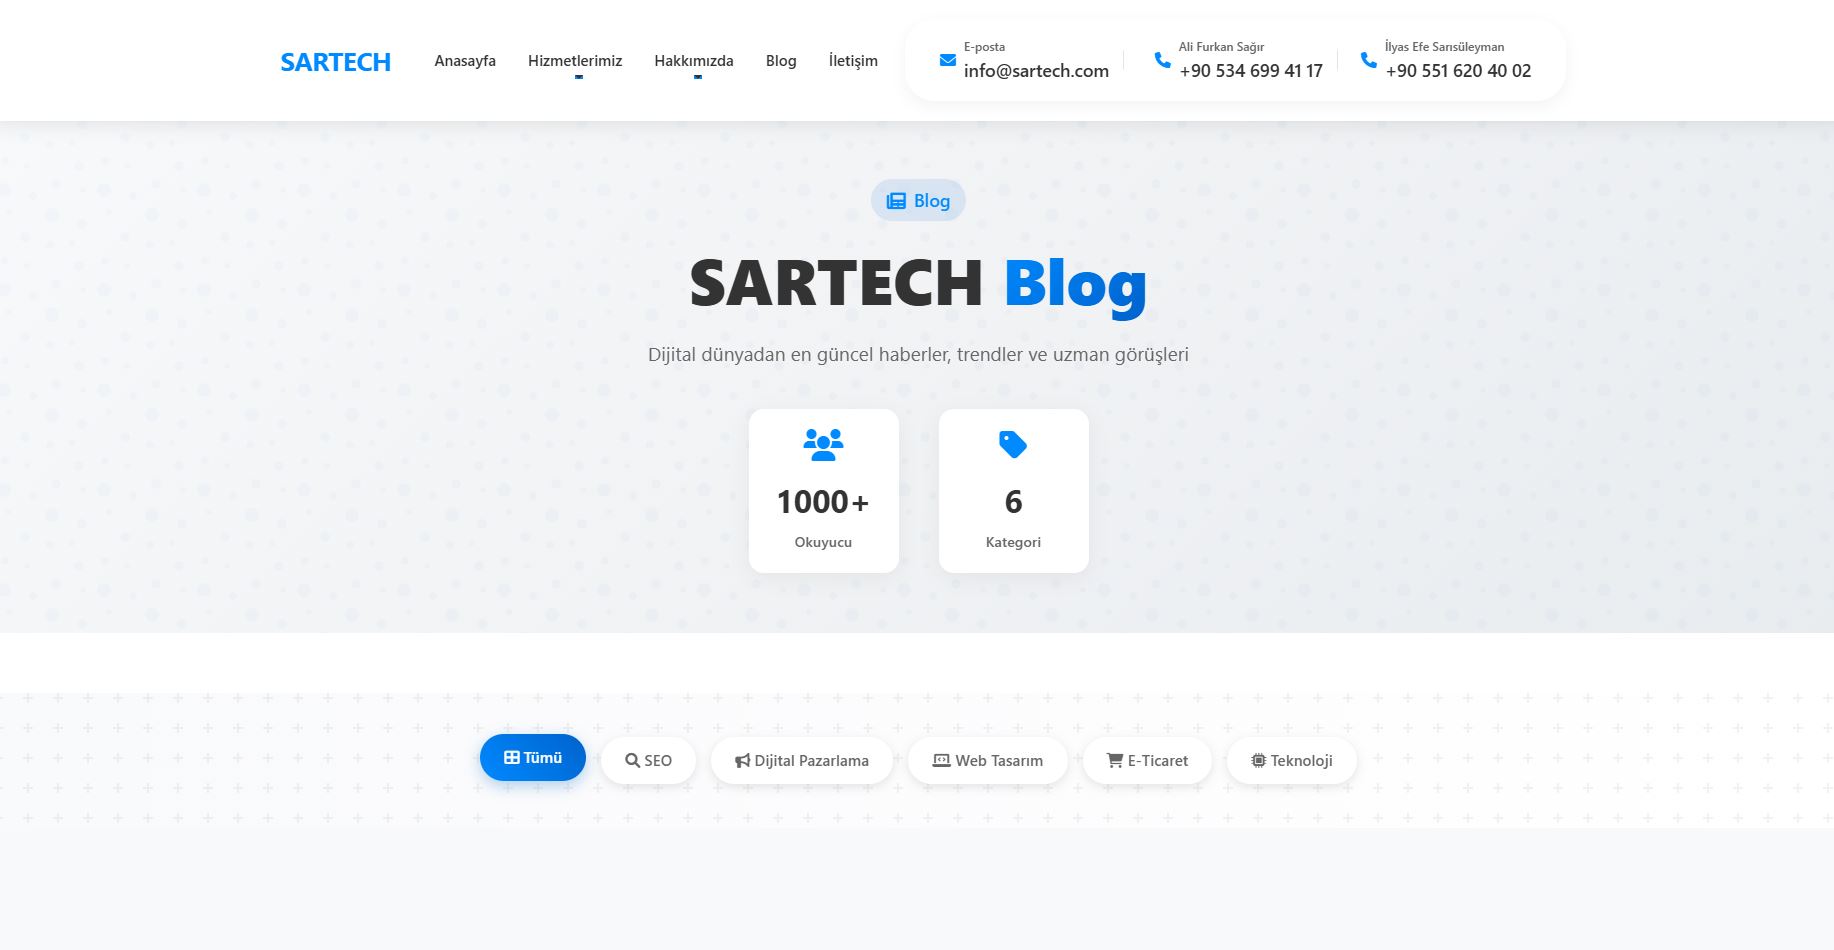 SARTECH
Anasayfa
Hizmetlerimiz
Hakkımızda
Blog
İletişim
E-posta
info@sartech.com
Ali Furkan Sağır
+90 534 699 41 17
İlyas Efe Sarısüleyman
+90 551 620 40 02
Blog
SARTECH Blog
Dijital dünyadan en güncel haberler, trendler ve uzman görüşleri
1000+
Okuyucu
6
Kategori
Tümü
SEO
Dijital Pazarlama
Web Tasarım
E-Ticaret
Teknoloji